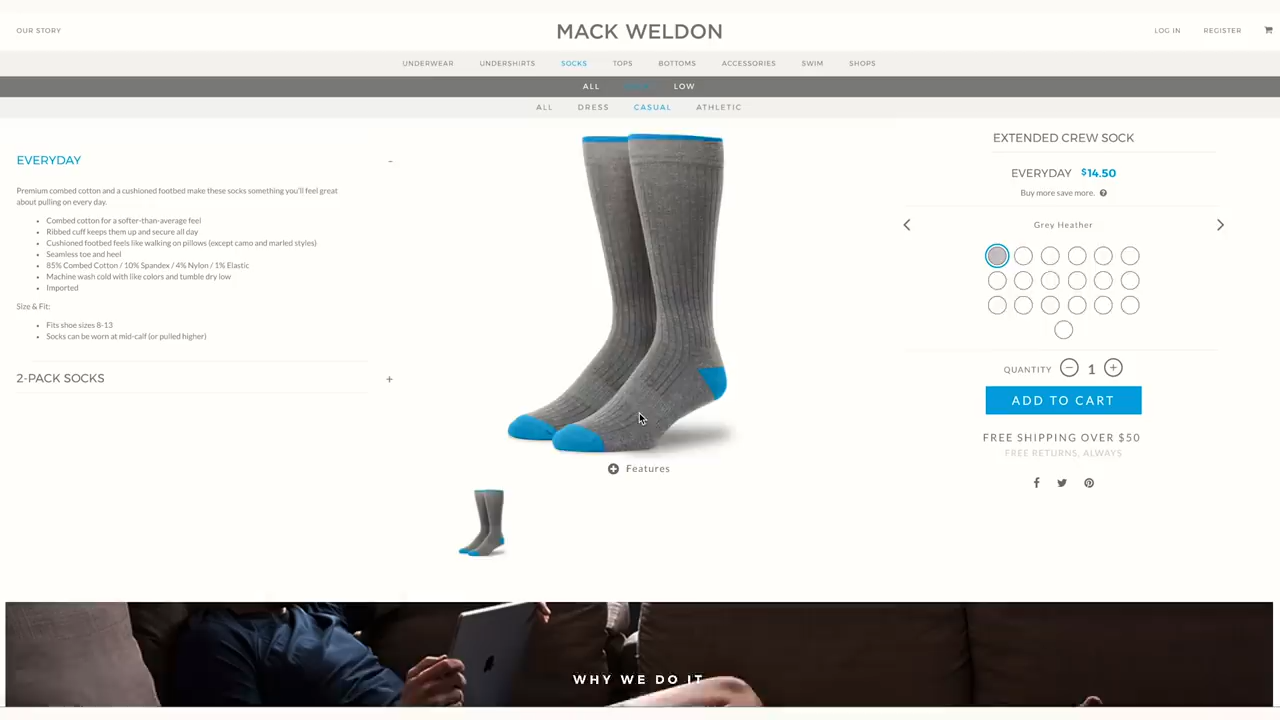 OUR STORY
MACK WELDON
LOG IN
REGISTER
UNDERWEAR UNDERSHIRTS SOCKS TOPS BOTTOMS ACCESSORIES SWIM SHOPS
ALL LOW
ALL DRESS CASUAL ATHLETIC
EVERYDAY
Premium combed cotton and a cushioned footbed make these socks something you'll feel great
about pulling on every day.
Combed cotton for a softer-than-average feel
Ribbed cuff keeps them up and secure all day
Cushioned footbed feels like walking on pillows (except camo and marled styles)
Seamless toe and heel
85% Combed Cotton / 10% Spandex / 4% Nylon / 1% Elastic
Machine wash cold with like colors and tumble dry low
Imported
Size & Fit:
Fits shoe sizes 8-13
Socks can be worn at mid-calf (or pulled higher)
2-PACK SOCKS
Features
EXTENDED CREW SOCK
EVERYDAY $14.50
Buy more save more.
Grey Heather
QUANTITY 1
ADD TO CART
FREE SHIPPING OVER $50
FREE RETURNS, ALWAYS
WHY WE DO IT